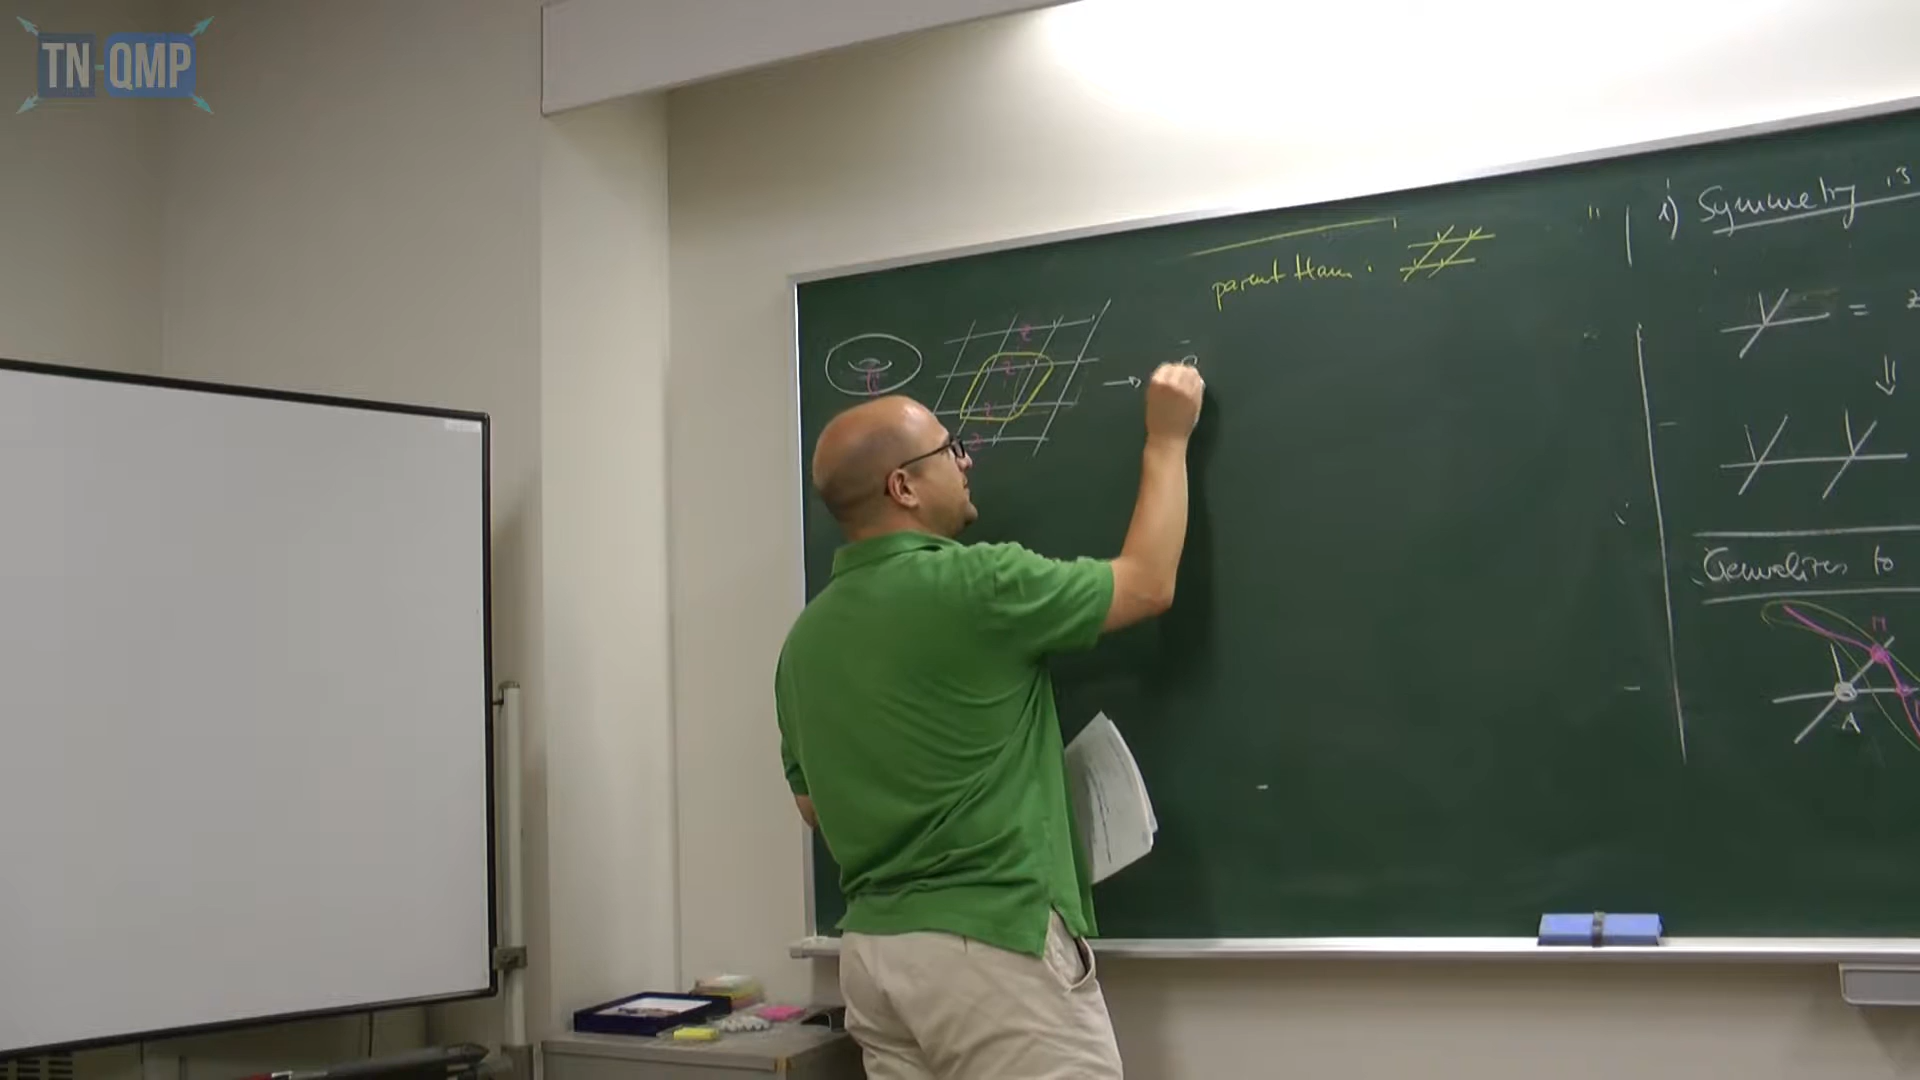 TN-QMP
parent Ham.:
Z
Z
Z
Z
1) Symmetry is
=
Generalizes to
M
A